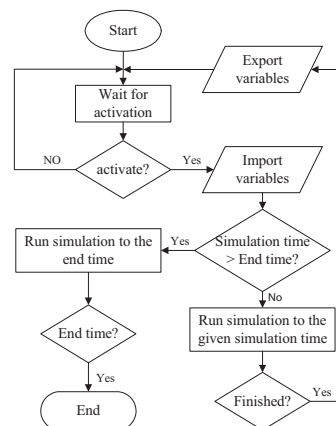 Start
Export
variables
Wait for
activation
NO
activate?
Yes
Import
variables
Run simulation to the
end time
Yes
Simulation time
> End time?
No
Run simulation to the
given simulation time
End time?
Yes
Finished?
Yes
End